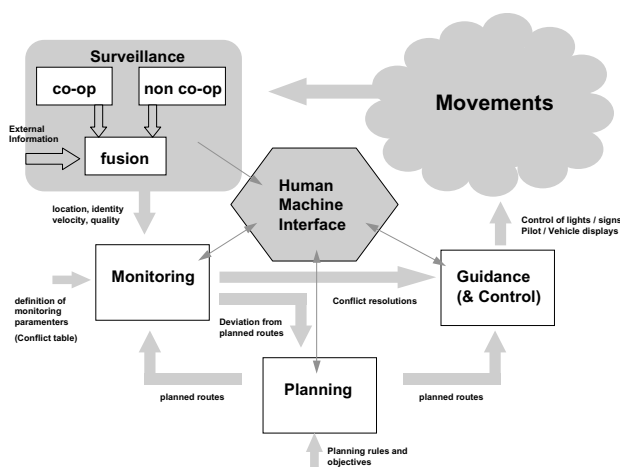 Surveillance
co-op
non co-op
External
Information
fusion
Movements
Human
Machine
Interface
location, identity
velocity, quality
Control of lights / signs
Pilot / Vehicle displays
Monitoring
Guidance
(& Control)
definition of
monitoring
paramenters
(Conflict table)
Conflict resolutions
Deviation from
planned routes
Planning
planned routes
planned routes
Planning rules and
objectives